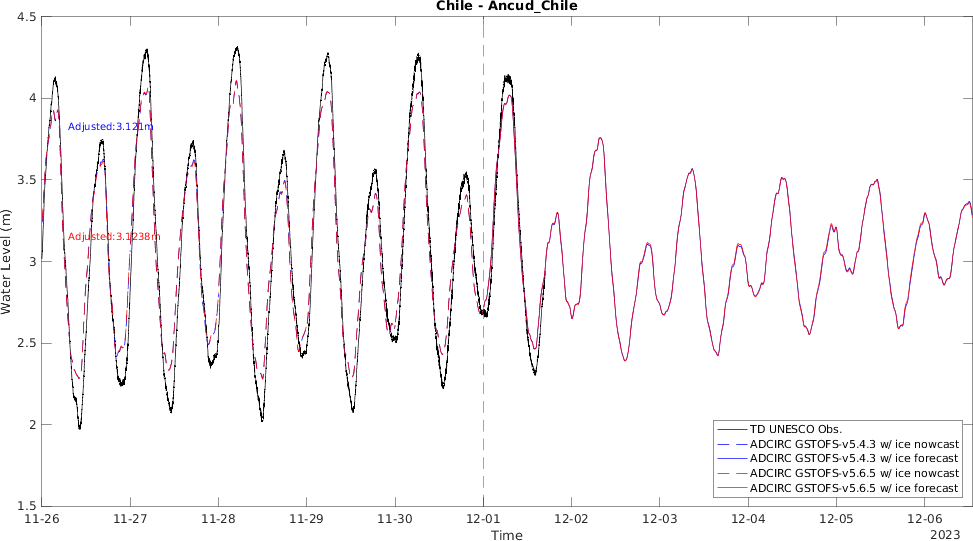 Chile - Ancud_Chile
4.5
4
3.5
3
2.5
2
1.5
Water Level (m)
Adjusted:3.121m
Adjusted:3.1238m
TD UNESCO Obs.
ADCIRC GSTOFS-v5.4.3 w/ ice nowcast
ADCIRC GSTOFS-v5.4.3 w/ ice forecast
ADCIRC GSTOFS-v5.6.5 w/ ice nowcast
ADCIRC GSTOFS-v5.6.5 w/ ice forecast
11-26 11-27 11-28 11-29 11-30 12-01 12-02 12-03 12-04 12-05 12-06
Time
2023